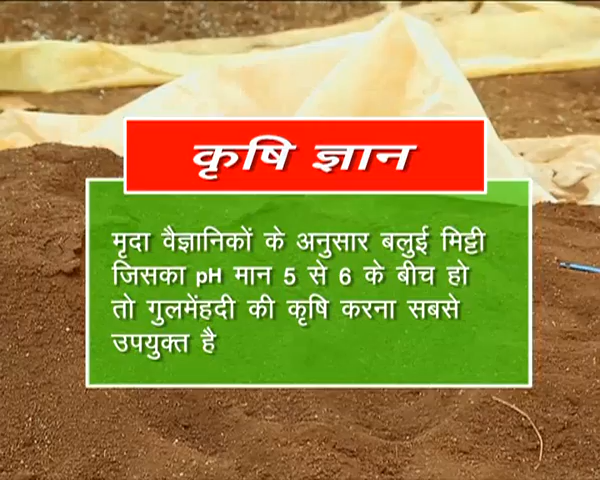 कृषि ज्ञान
मृदा वैज्ञानिकों के अनुसार बलुई मिट्टी
जिसका pH मान 5 से 6 के बीच हो
तो गुलमेंहदी की कृषि करना सबसे
उपयुक्त है